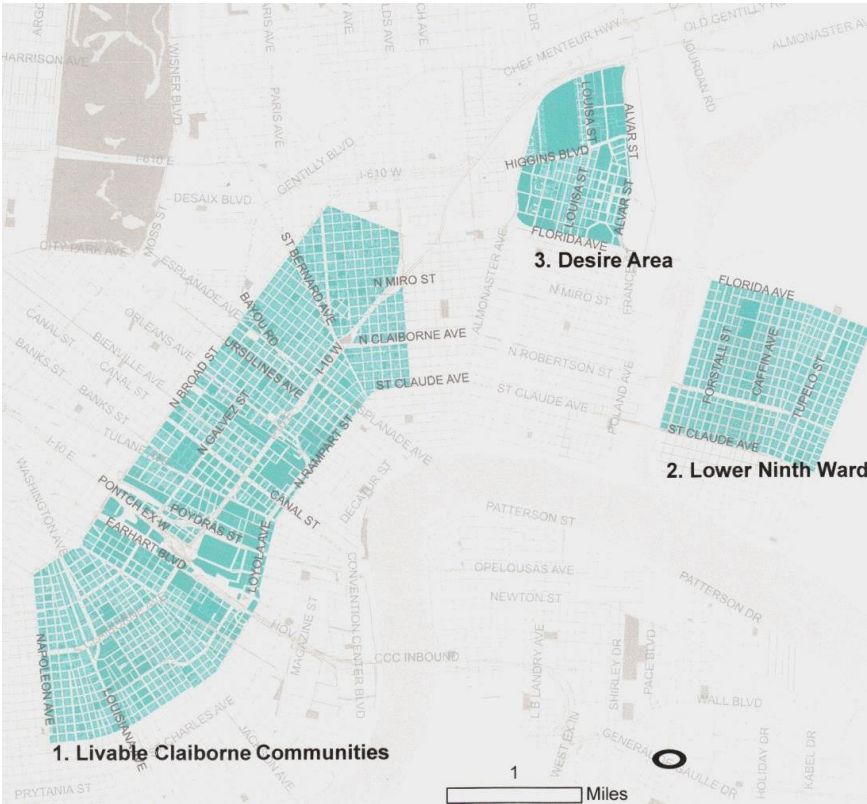 HARRISON AVE
WISNER BLVD
PARIS AVE
PARIS AVE
CHEF MENTEUR HWY
OLD GENTILLY
ALMONASTER
JOURDAN RD
I-610 E
GENTILLY BLVD
I-610 W
DESAIX BLVD
MOSS ST
CITY PARK AVE
LOUISA ST
ALVAR ST
HIGGINS BLVD
LOUISA ST
ALVAR ST
FLORIDA AVE
3. Desire Area
ST BERNARD AVE
N MIRO ST
ALMONASTER AVE
N MIRO ST
FLORIDA AVE
ESPLANADE AVE
BAYOU RD
ORLEANS AVE
CANAL ST
BIENVILLE AVE
BANKS ST
CANAL ST
URSULINES AVE
I-10 W
N CLAIBORNE AVE
N ROBERTSON ST
FORSTALL ST
CAFFIN AVE
TUPELO ST
N BROAD ST
ST CLAUDE AVE
ST CLAUDE AVE
POLAND AVE
ST CLAUDE AVE
BANKS ST
TULANE
N GALVEZ ST
N RAMPART ST
ESPLANADE AVE
2. Lower Ninth Ward
I-10 E
WASHINGTON AVE
PONTCH EX W
POYDRAS ST
CANAL ST
DECATUR ST
EARHART BLVD
LOYOLA AVE
PATTERSON ST
OPELOUSAS AVE
NEWTON ST
PATTERSON DR
CONVENTION CENTER BLVD
MAGAZINE ST
HOV
CCC INBOUND
L B LANDRY AVE
SHIRLEY DR
PACE BLVD
WALL BLVD
NAPOLEON AVE
LOUISIANA AVE
CHARLES AVE
JACKSON AVE
WEST EX IN
GENERAL DE GAULLE DR
HOLIDAY DR
KABEL DR
1. Livable Claiborne Communities
PRYTANIA ST
1
Miles